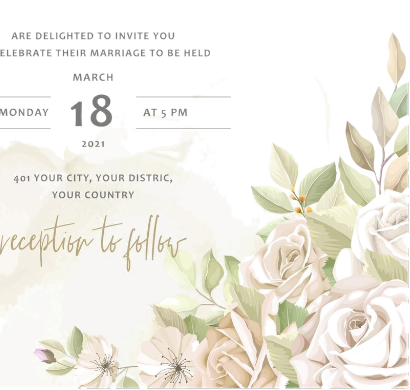 ARE DELIGHTED TO INVITE YOU
CELEBRATE THEIR MARRIAGE TO BE HELD
MARCH
MONDAY 18 AT 5 PM
2021
401 YOUR CITY, YOUR DISTRIC,
YOUR COUNTRY
reception to follow